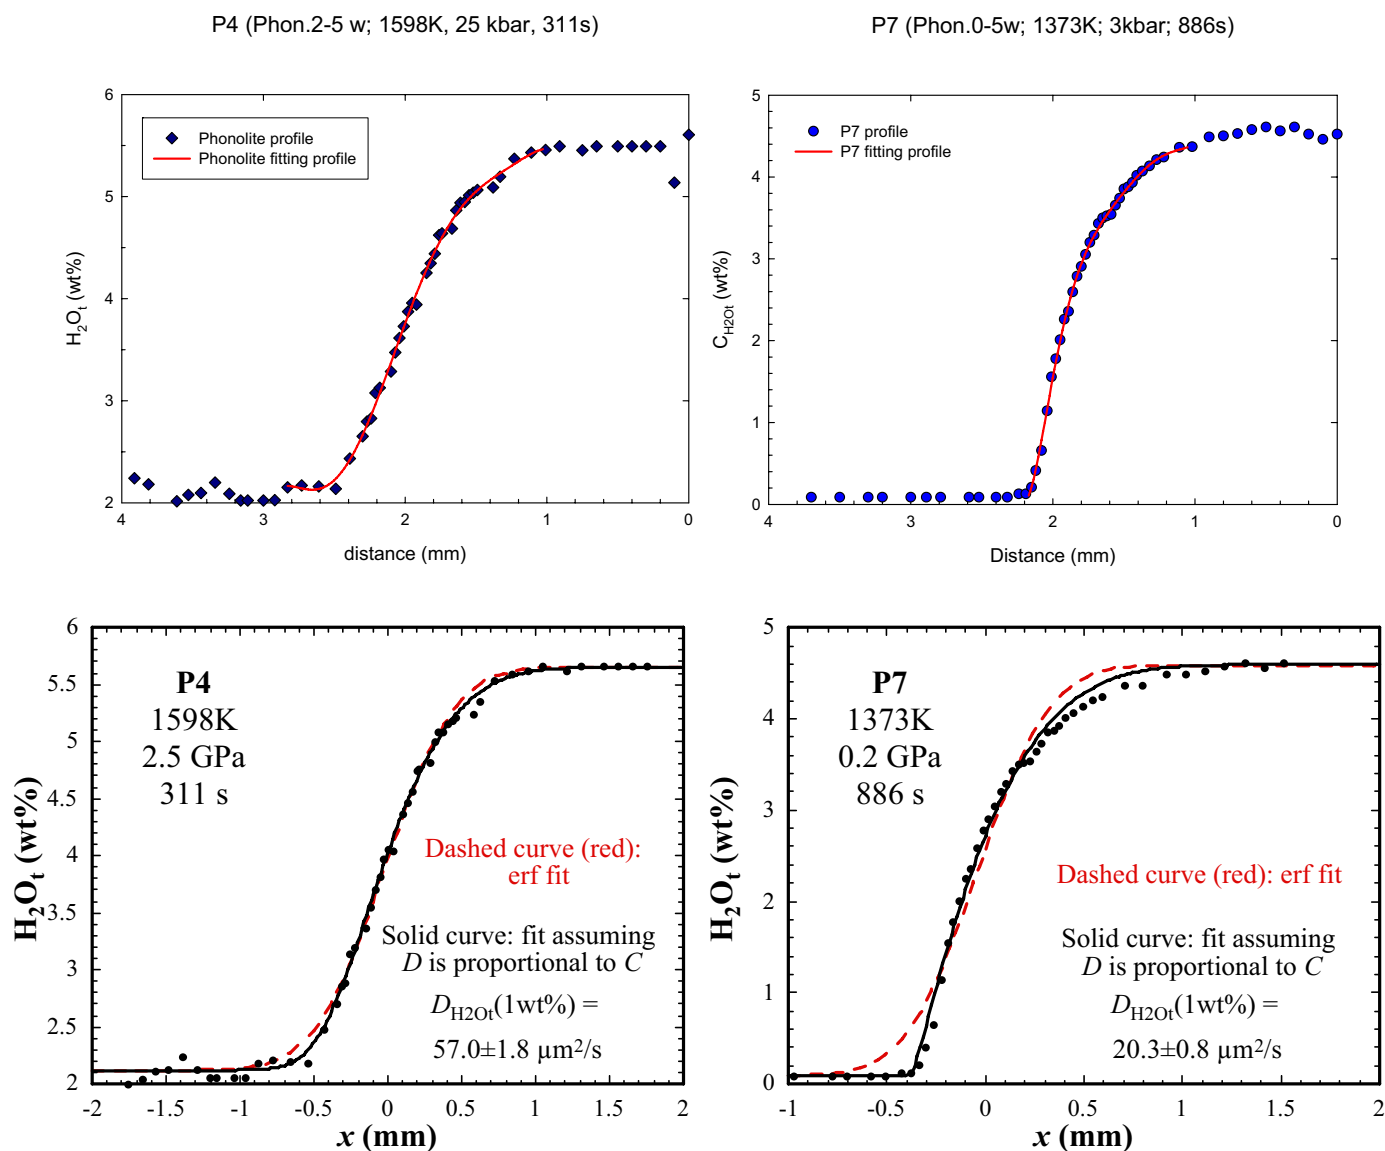 P4 (Phon.2-5 w; 1598K, 25 kbar, 311s)
6
5
4
3
2
H₂Oₜ (wt%)
Phonolite profile
Phonolite fitting profile
4 3 2 1 0
distance (mm)
P7 (Phon.0-5w; 1373K; 3kbar; 886s)
5
4
3
2
1
0
C_H2Ot (wt%)
P7 profile
P7 fitting profile
4 3 2 1 0
Distance (mm)
6
5.5
5
4.5
4
3.5
3
2.5
2
H₂Oₜ (wt%)
P4
1598K
2.5 GPa
311 s
Dashed curve (red):
erf fit
Solid curve: fit assuming
D is proportional to C
D_H2Ot(1wt%) =
57.0±1.8 µm²/s
-2 -1.5 -1 -0.5 0 0.5 1 1.5 2
x (mm)
5
4
3
2
1
0
H₂Oₜ (wt%)
P7
1373K
0.2 GPa
886 s
Dashed curve (red): erf fit
Solid curve: fit assuming
D is proportional to C
D_H2Ot(1wt%) =
20.3±0.8 µm²/s
-1 -0.5 0 0.5 1 1.5 2
x (mm)